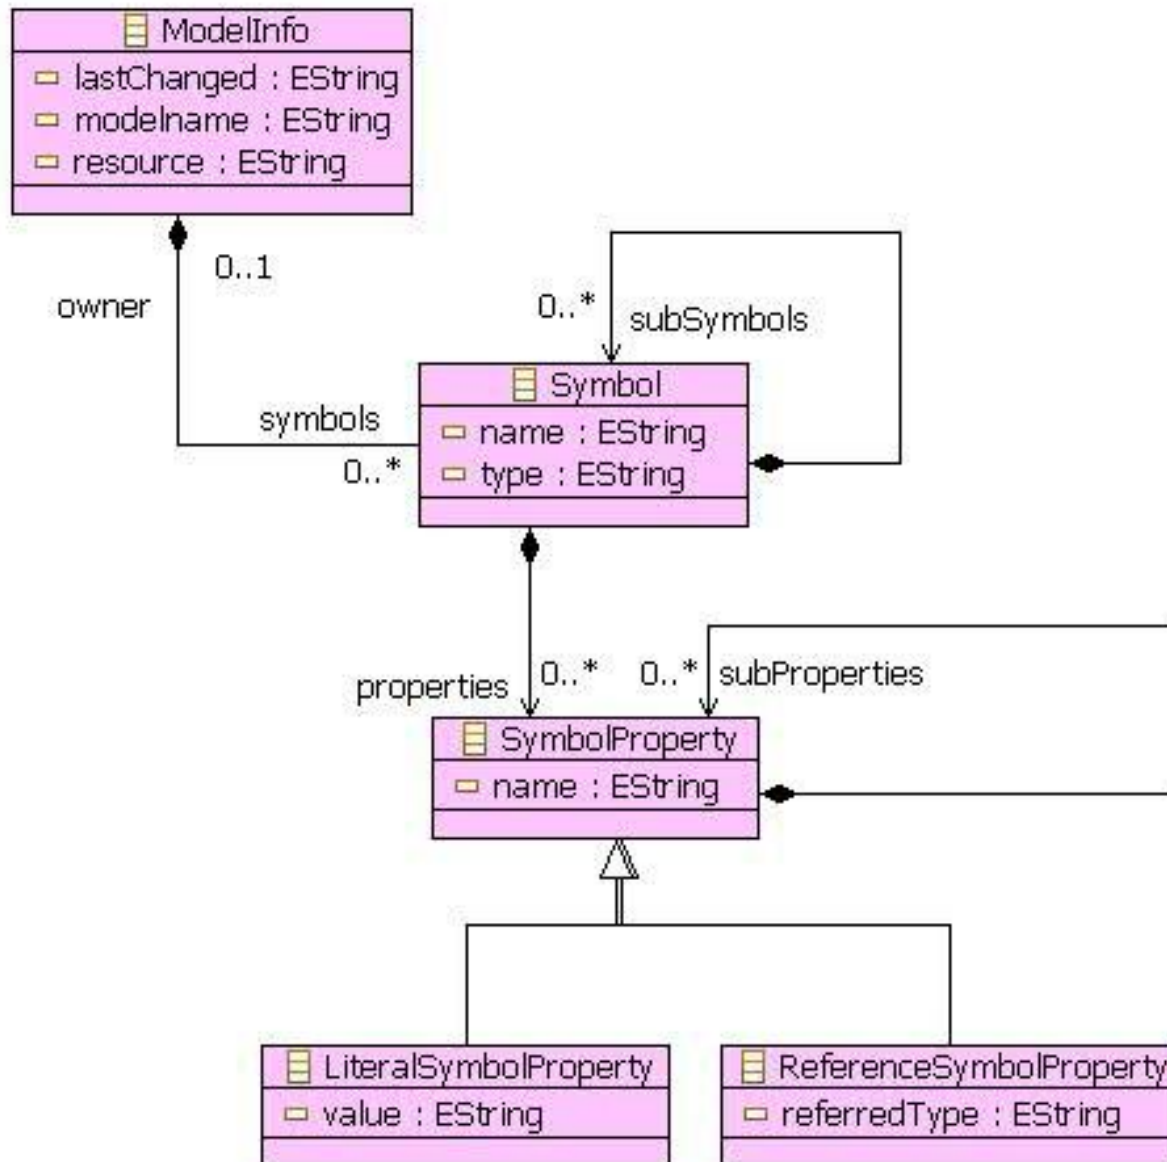 ModelInfo
lastChanged : EString
modelname : EString
resource : EString
0..1
owner
0..*
subSymbols
Symbol
symbols
name : EString
0..*
type : EString
0..*
0..*
subProperties
properties
SymbolProperty
name : EString
LiteralSymbolProperty
ReferenceSymbolProperty
value : EString
referredType : EString